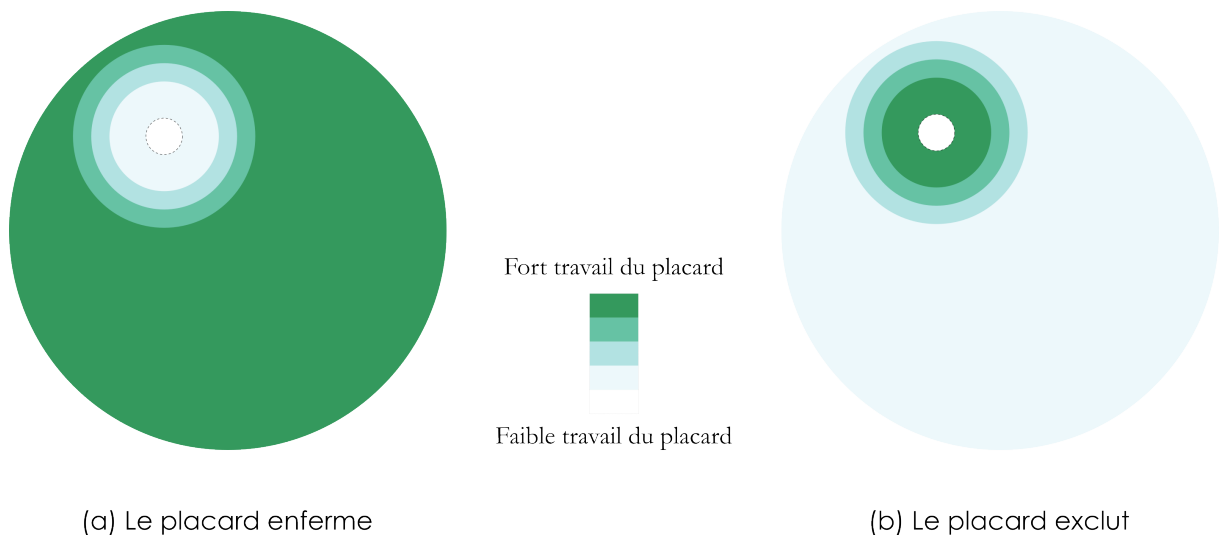 Fort travail du placard
Faible travail du placard
(a) Le placard enferme
(b) Le placard exclut